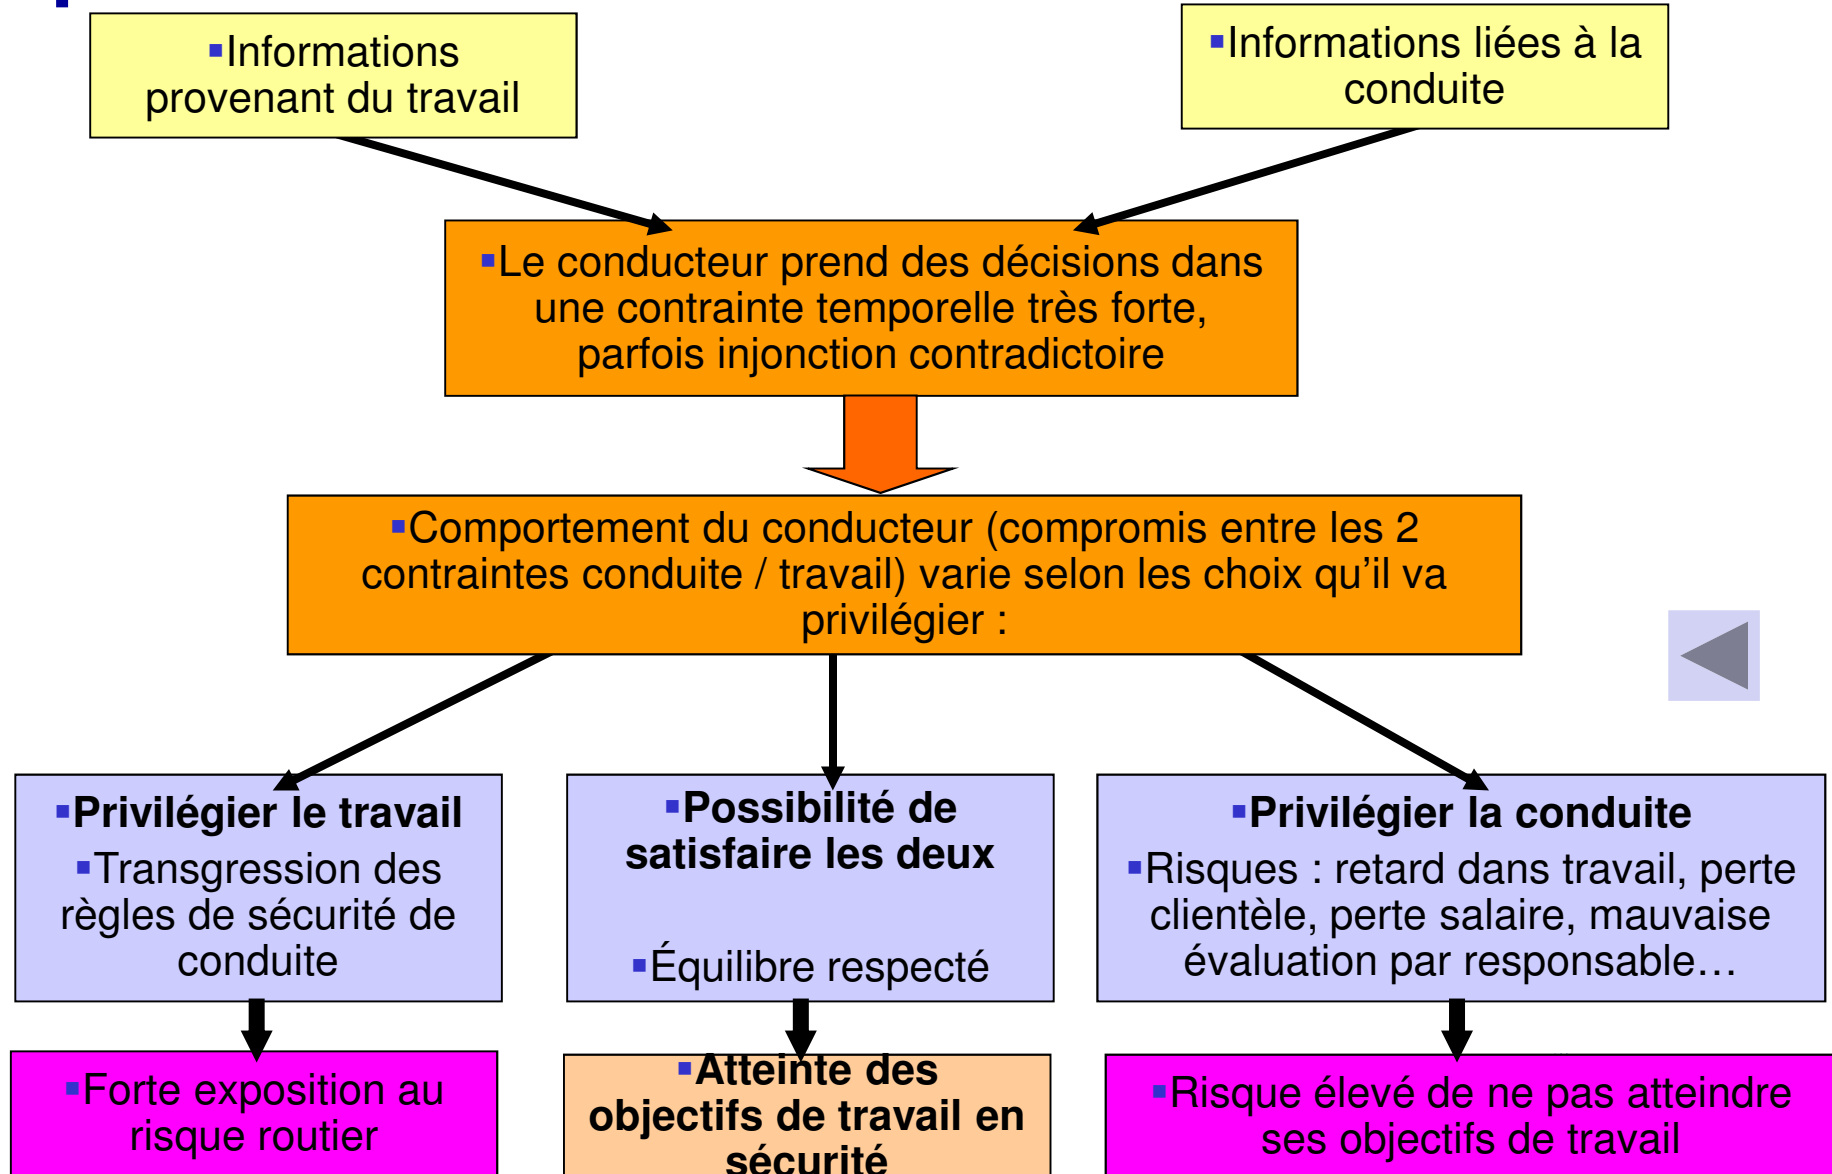 ▪Informations
provenant du travail
▪Informations liées à la
conduite
▪Le conducteur prend des décisions dans
une contrainte temporelle très forte,
parfois injonction contradictoire
▪Comportement du conducteur (compromis entre les 2
contraintes conduite / travail) varie selon les choix qu’il va
privilégier :
▪Privilégier le travail
▪Transgression des
règles de sécurité de
conduite
▪Possibilité de
satisfaire les deux
▪Équilibre respecté
▪Privilégier la conduite
▪Risques : retard dans travail, perte
clientèle, perte salaire, mauvaise
évaluation par responsable…
▪Forte exposition au
risque routier
▪Atteinte des
objectifs de travail en
sécurité
▪Risque élevé de ne pas atteindre
ses objectifs de travail